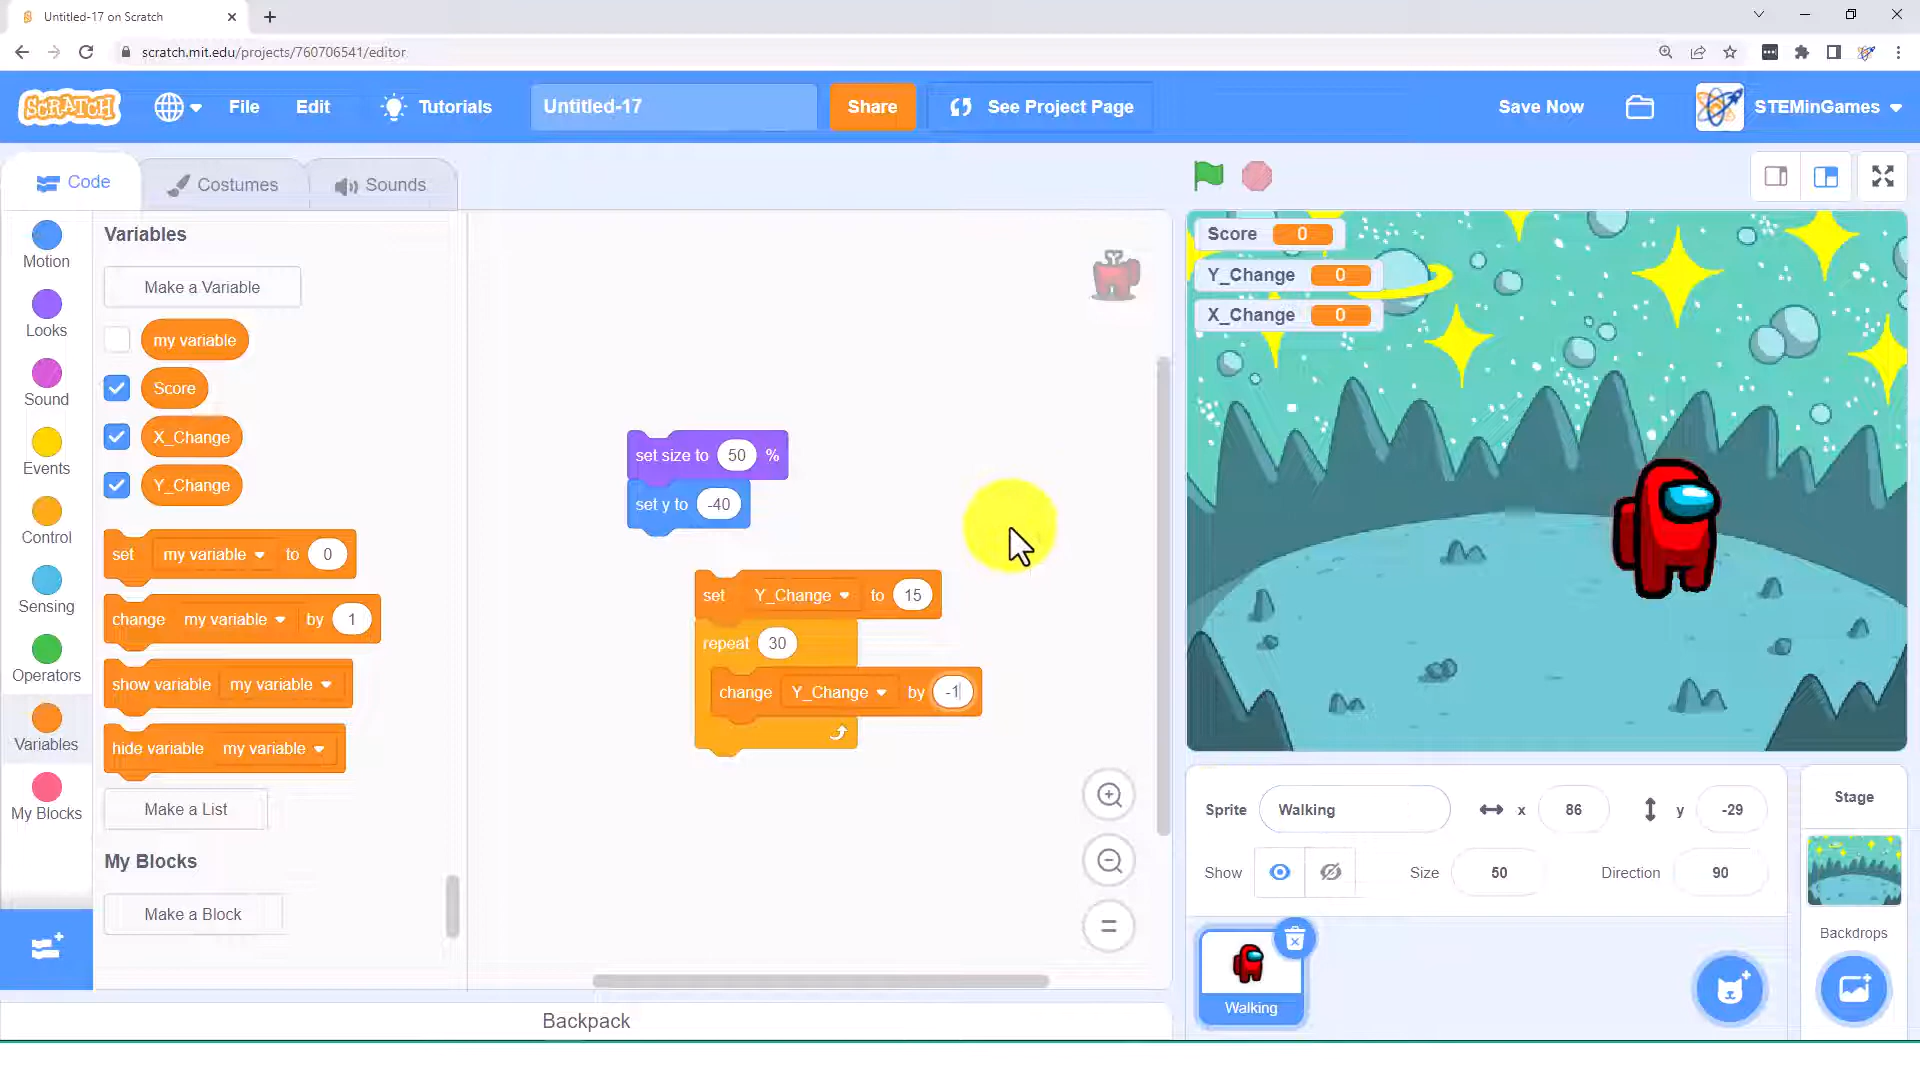 Untitled-17 on Scratch
scratch.mit.edu/projects/760706541/editor
SCRATCH
File
Edit
Tutorials
Untitled-17
Share
See Project Page
Save Now
STEMinGames
Code
Costumes
Sounds
Motion
Looks
Sound
Events
Control
Sensing
Operators
Variables
My Blocks
Variables
Make a Variable
my variable
Score
X_Change
Y_Change
set my variable to 0
change my variable by 1
show variable my variable
hide variable my variable
Make a List
My Blocks
Make a Block
set size to 50 %
set y to -40
set Y_Change to 15
repeat 30
change Y_Change by -1
Backpack
Score 0
Y_Change 0
X_Change 0
Sprite Walking x 86 y -29
Show Size 50 Direction 90
Walking
Stage
Backdrops